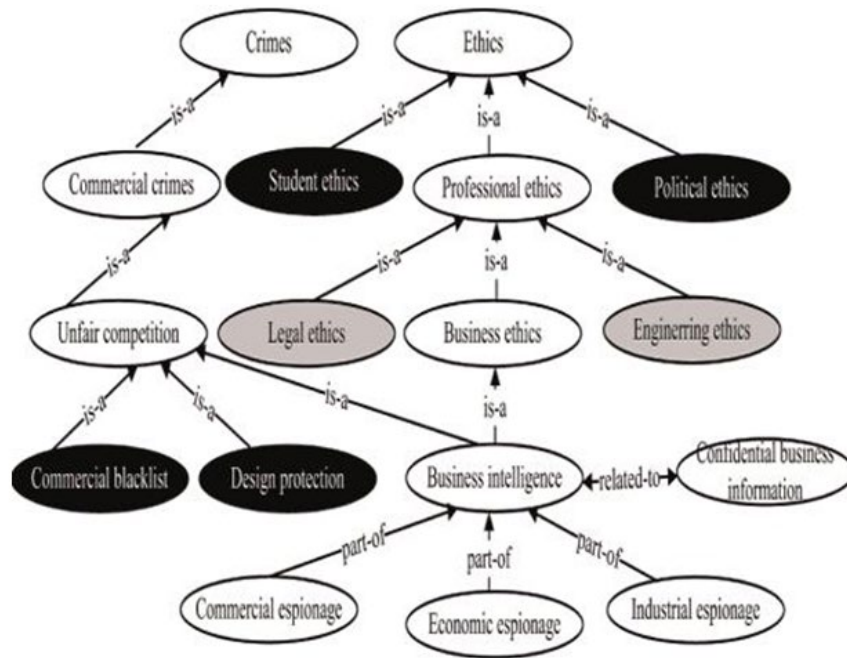 Crimes
Ethics
is-a
is-a
is-a
is-a
Commercial crimes
Student ethics
Professional ethics
Political ethics
is-a
is-a
is-a
is-a
Unfair competition
Legal ethics
Business ethics
Enginerring ethics
is-a
is-a
is-a
is-a
Commercial blacklist
Design protection
Business intelligence
related-to
Confidential business
information
part-of
part-of
part-of
Commercial espionage
Economic espionage
Industrial espionage